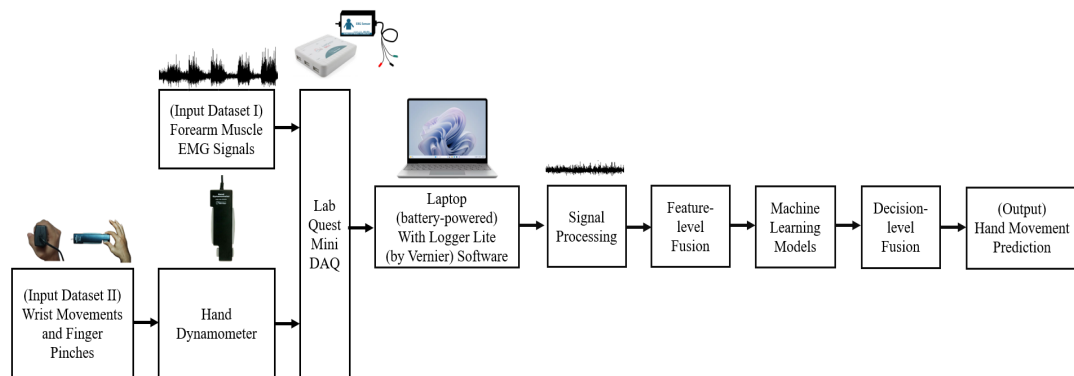 (Input Dataset I)
Forearm Muscle
EMG Signals
(Input Dataset II)
Wrist Movements
and Finger
Pinches
Hand
Dynamometer
Lab
Quest
Mini
DAQ
Laptop
(battery-powered)
With Logger Lite
(by Vernier) Software
Signal
Processing
Feature-
level
Fusion
Machine
Learning
Models
Decision-
level
Fusion
(Output)
Hand Movement
Prediction